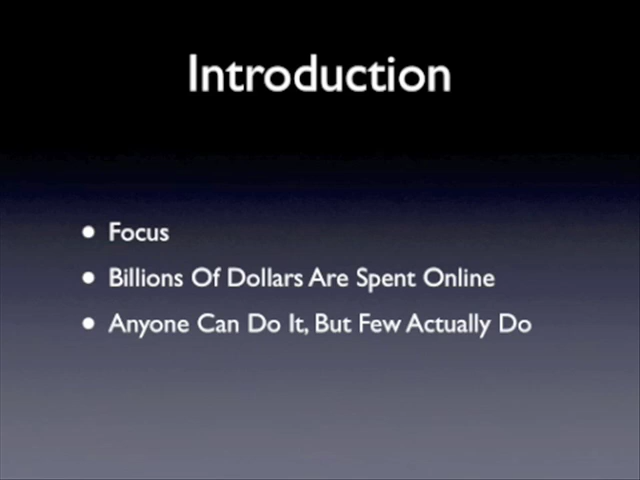 Introduction
• Focus
• Billions Of Dollars Are Spent Online
• Anyone Can Do It, But Few Actually Do